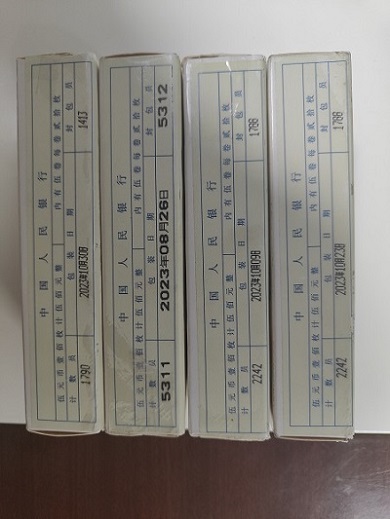 中国人民银行
伍元币壹佰枚计伍佰元整 内有伍卷每卷贰拾枚
计数员 1790 包装日期 2023年10月30日 封包员 1413
中国人民银行
伍元币壹佰枚计伍佰元整 内有伍卷每卷贰拾枚
计数员 5311 包装日期 2023年08月26日 封包员 5312
中国人民银行
伍元币壹佰枚计伍佰元整 内有伍卷每卷贰拾枚
计数员 2242 包装日期 2023年10月09日 封包员 1788
中国人民银行
伍元币壹佰枚计伍佰元整 内有伍卷每卷贰拾枚
计数员 2242 包装日期 2023年10月23日 封包员 1788